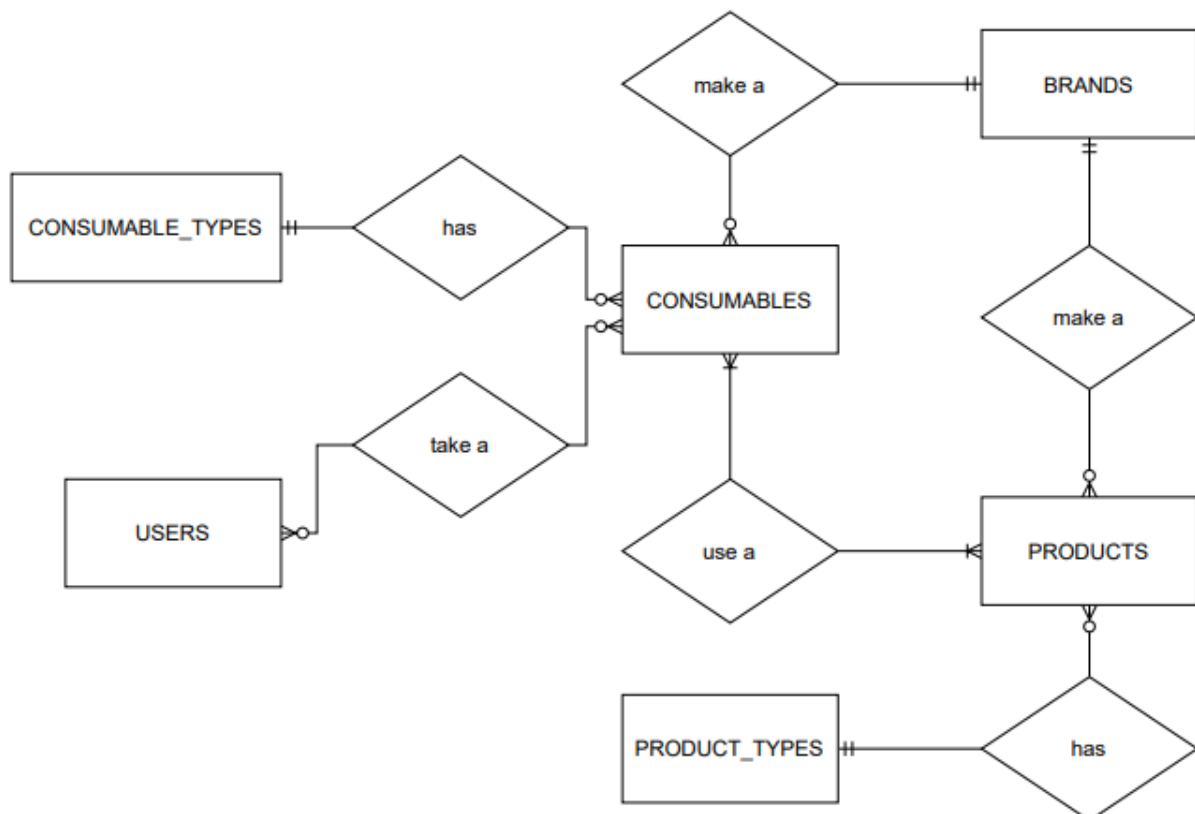 make a
BRANDS
CONSUMABLE_TYPES
has
CONSUMABLES
make a
take a
USERS
use a
PRODUCTS
PRODUCT_TYPES
has